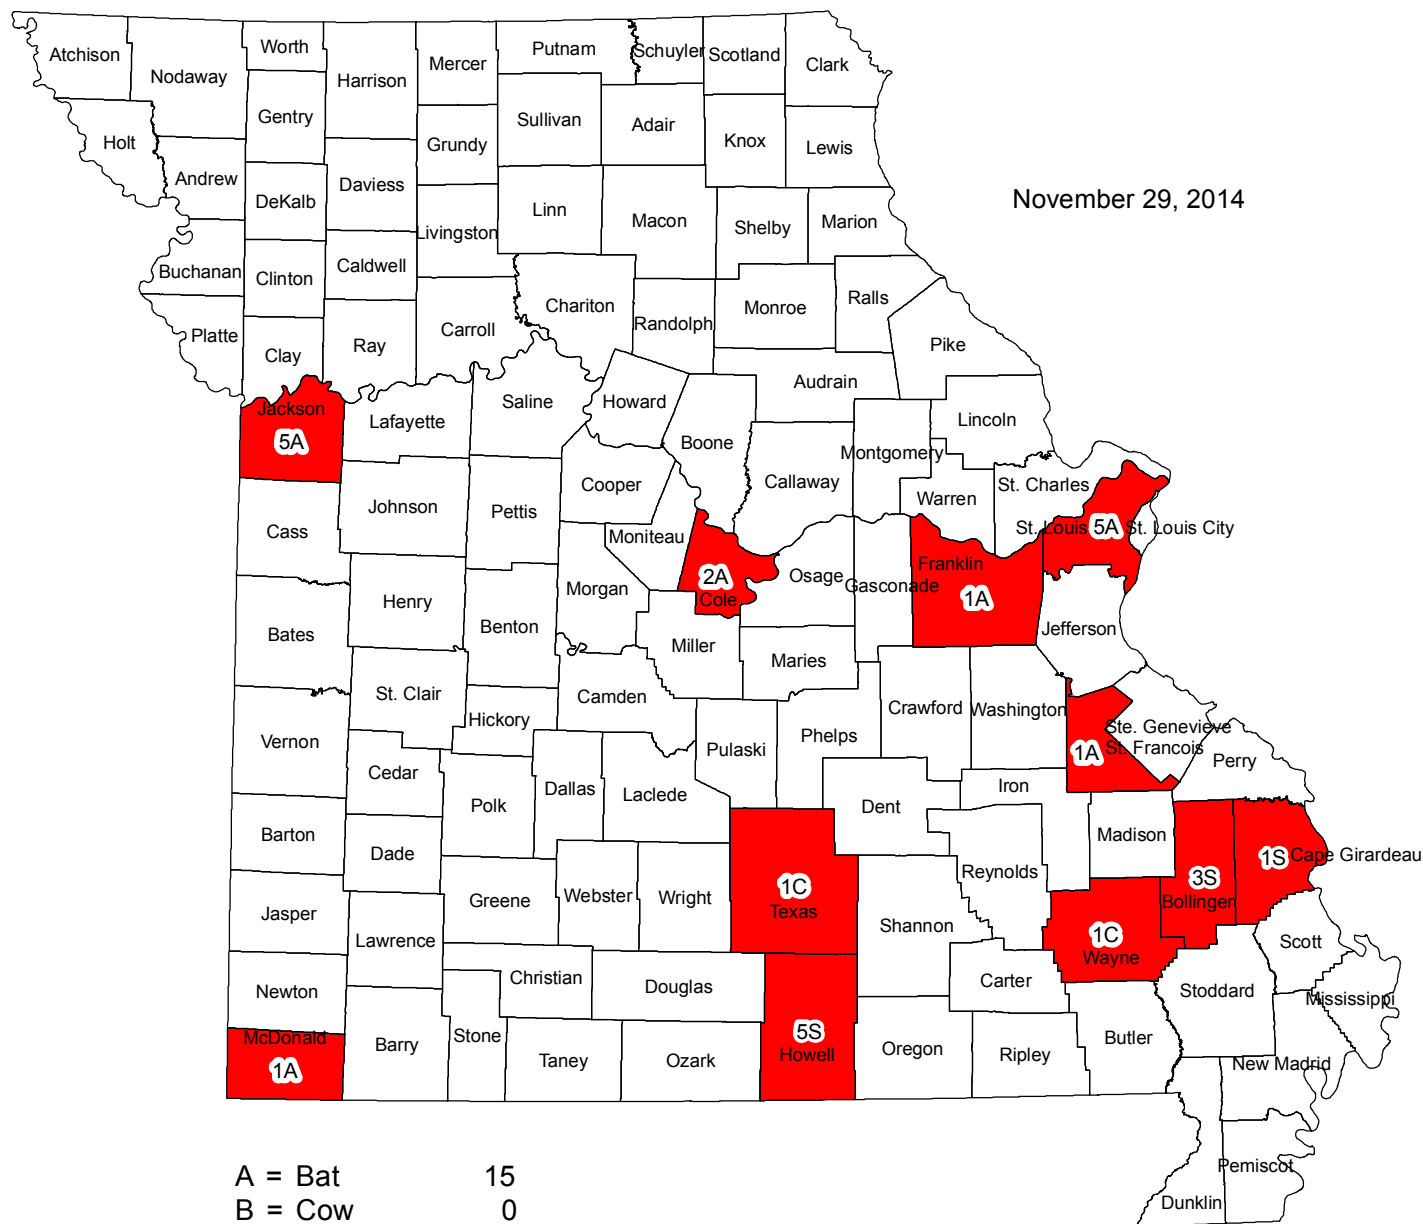 Atchison
Nodaway
Worth
Harrison
Mercer
Putnam
Schuyler
Scotland
Clark
Holt
Gentry
Grundy
Sullivan
Adair
Knox
Lewis
Andrew
DeKalb
Daviess
Livingston
Linn
Macon
Shelby
Marion
November 29, 2014
Buchanan
Clinton
Caldwell
Chariton
Randolph
Monroe
Ralls
Platte
Clay
Ray
Carroll
Pike
Audrain
Jackson
5A
Lafayette
Saline
Howard
Boone
Callaway
Montgomery
Lincoln
Warren
St. Charles
Cass
Johnson
Pettis
Cooper
Moniteau
St. Louis
5A
St. Louis City
Henry
Morgan
2A
Cole
Osage
Gasconade
Franklin
1A
Bates
Benton
Miller
Maries
Jefferson
St. Clair
Hickory
Camden
Crawford
Washington
Vernon
Pulaski
Phelps
Ste. Genevieve
1A
St. Francois
Perry
Cedar
Polk
Dallas
Laclede
Dent
Iron
Barton
Dade
Madison
Jasper
Greene
Webster
Wright
1C
Texas
Reynolds
3S
Bollinger
1S
Cape Girardeau
Lawrence
Shannon
1C
Wayne
Scott
Newton
Christian
Douglas
Carter
Stoddard
Mississippi
McDonald
1A
Barry
Stone
Taney
Ozark
5S
Howell
Oregon
Ripley
Butler
New Madrid
Pemiscot
Dunklin
A = Bat 15
B = Cow 0